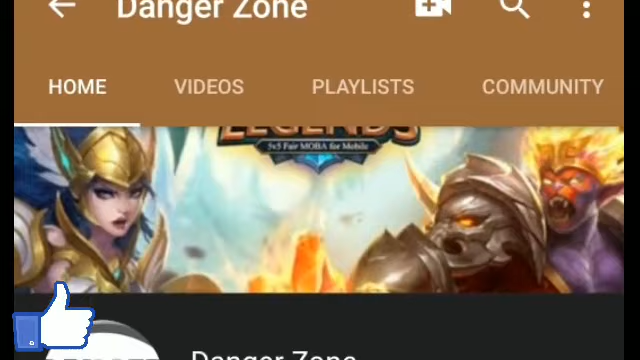 Danger Zone
HOME VIDEOS PLAYLISTS COMMUNITY
LEGENDS
5v5 Fair MOBA for Mobile
Danger Zone